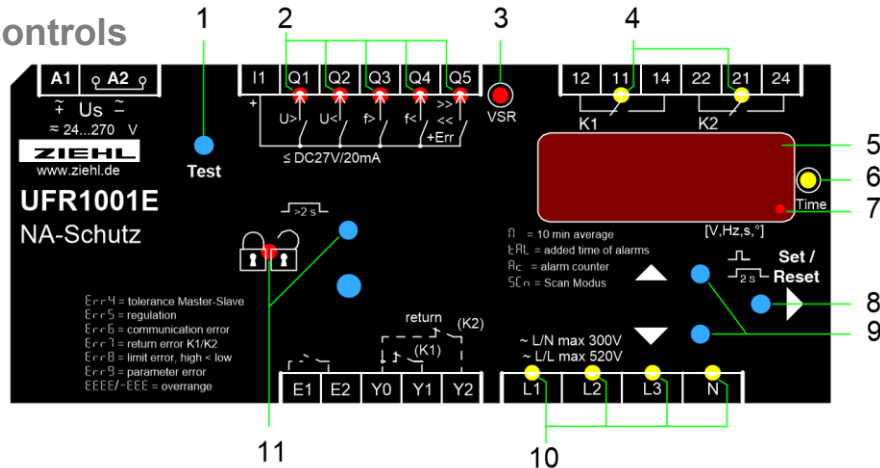 controls
1 2 3 4
A1 A2 I1 Q1 Q2 Q3 Q4 Q5 12 11 14 22 21 24
Us
≈ 24...270 V
+ U> U< f> f< >> << +Err
VSR
K1 K2
≤ DC27V/20mA
ZIEHL
www.ziehl.de
Test
5
6
7
Time
UFR1001E
NA-Schutz
>2 s
[V,Hz,s,°]
n = 10 min average
tAL = added time of alarms
Ac = alarm counter
SCn = Scan Modus
Set /
2 s Reset
8
9
Err4 = tolerance Master-Slave
Err5 = regulation
Err6 = communication error
Err7 = return error K1/K2
Err8 = limit error, high < low
Err9 = parameter error
EEEE/-EEE = overrange
return
(K2)
(K1)
~ L/N max 300V
~ L/L max 520V
E1 E2 Y0 Y1 Y2 L1 L2 L3 N
11 10